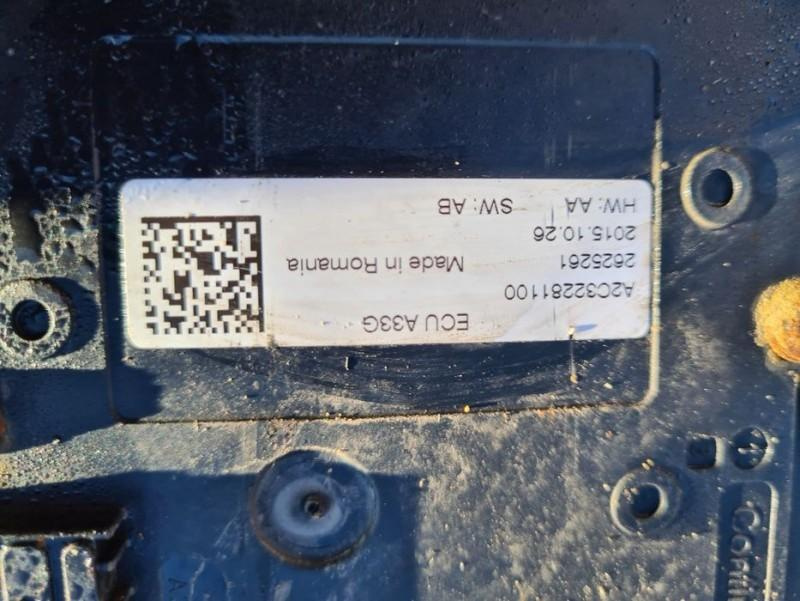 ECU A33G
A2C32281100
2625261 Made in Romania
2015.10.26
HW: AA SW: AB